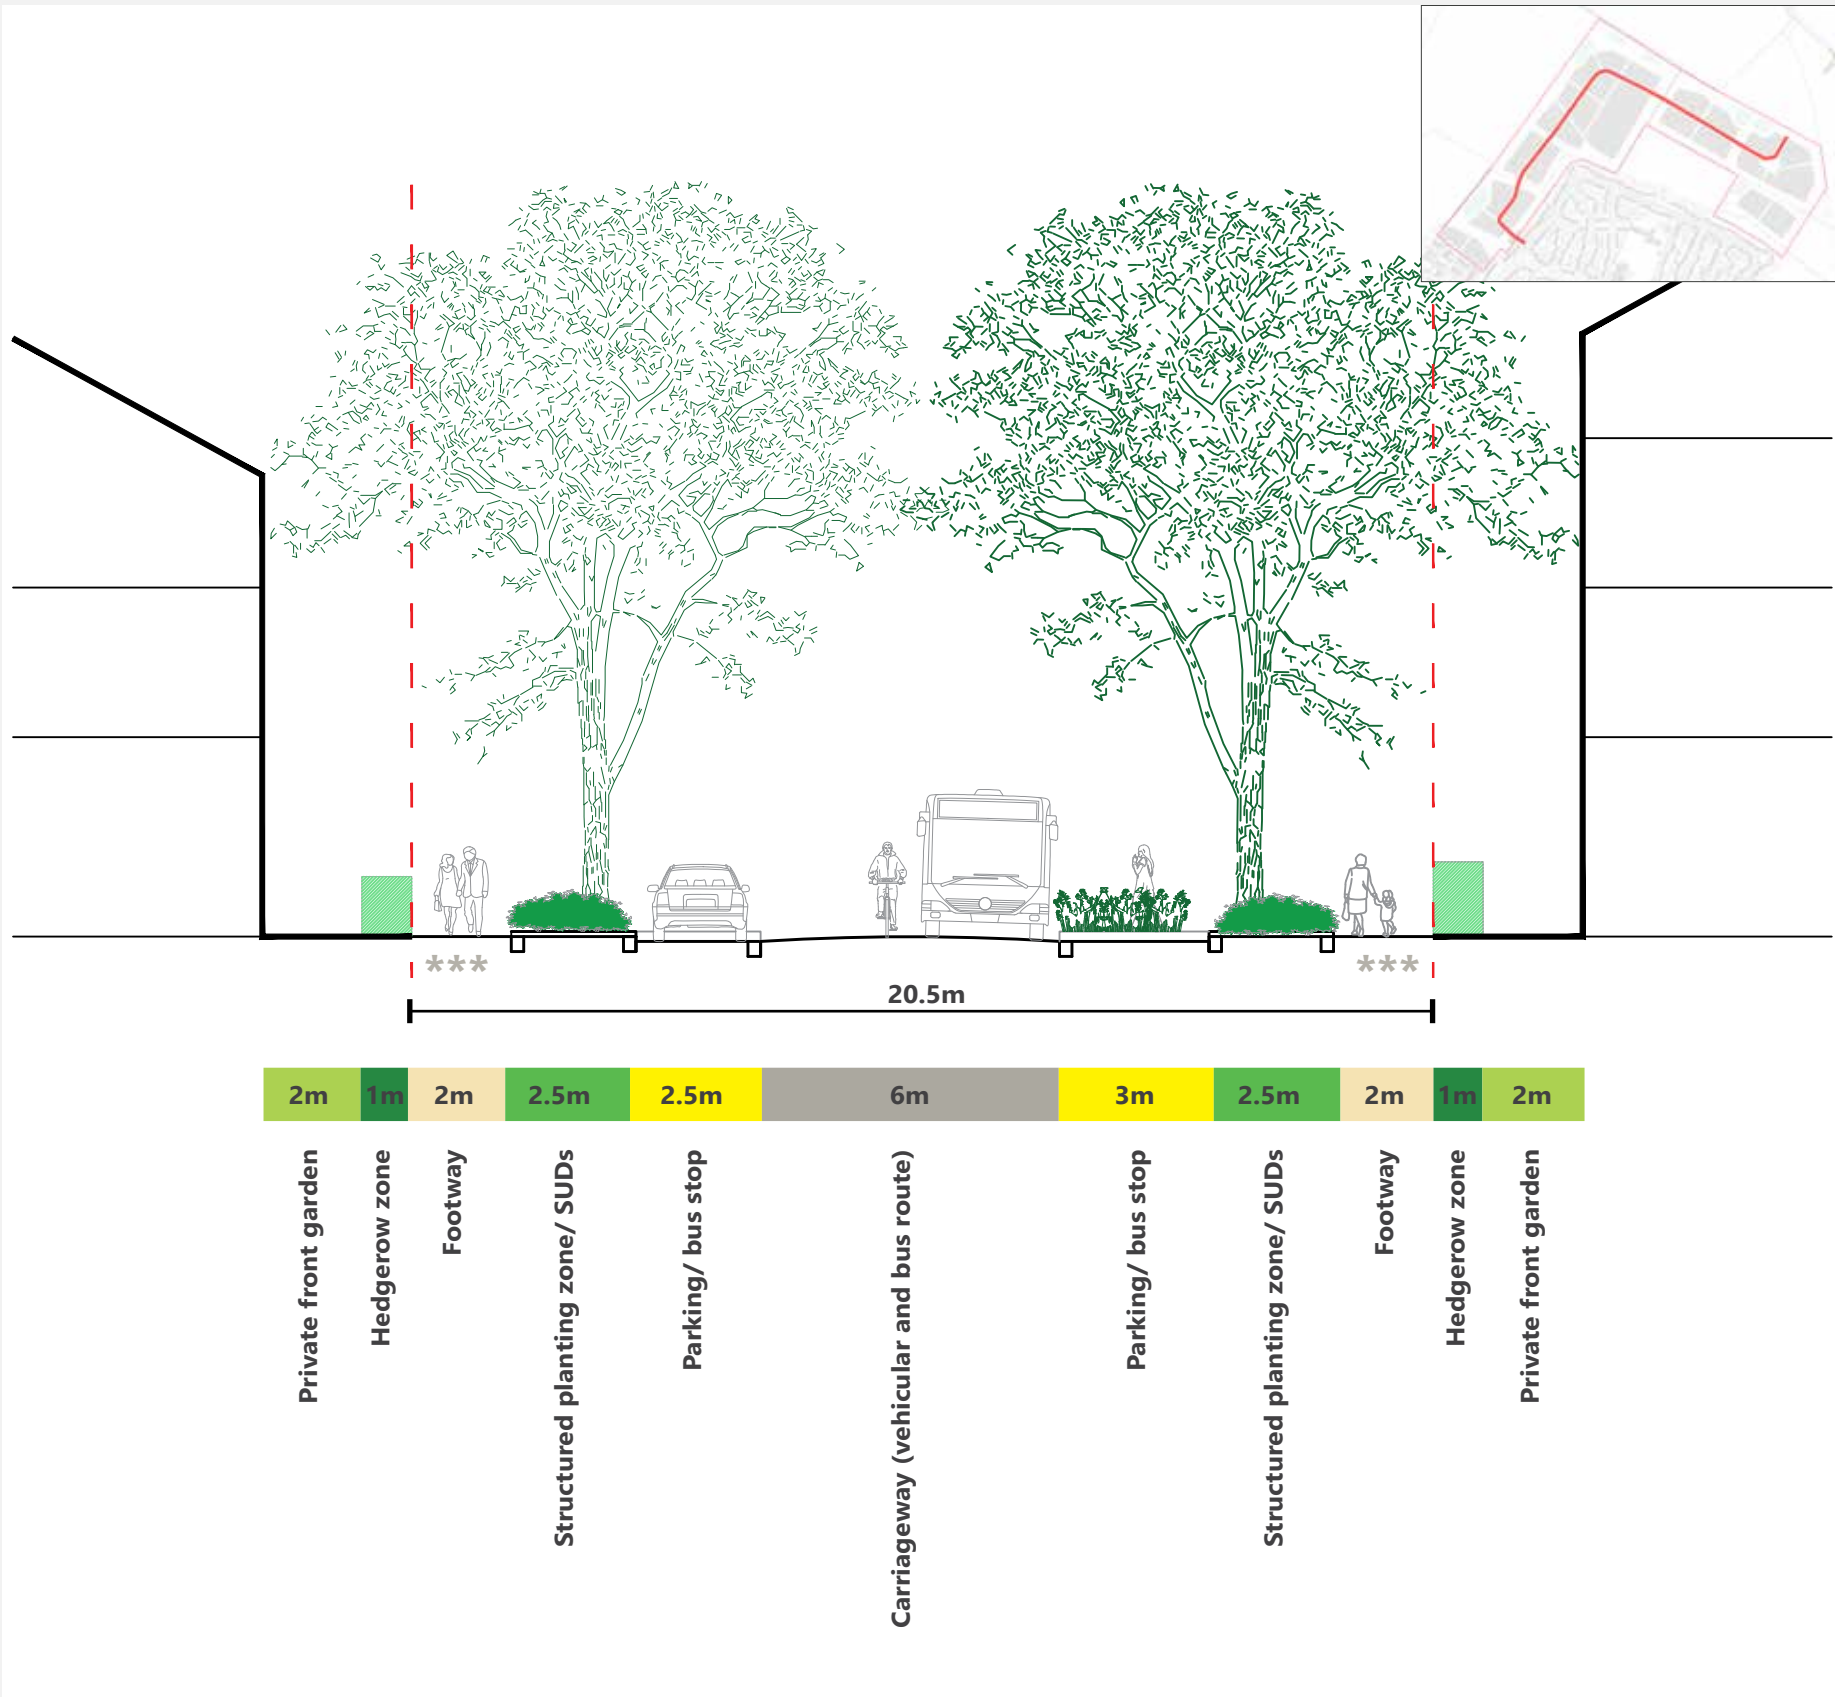 *** ***
20.5m
2m 1m 2m 2.5m 2.5m 6m 3m 2.5m 2m 1m 2m
Private front garden
Hedgerow zone
Footway
Structured planting zone/ SUDs
Parking/ bus stop
Carriageway (vehicular and bus route)
Parking/ bus stop
Structured planting zone/ SUDs
Footway
Hedgerow zone
Private front garden